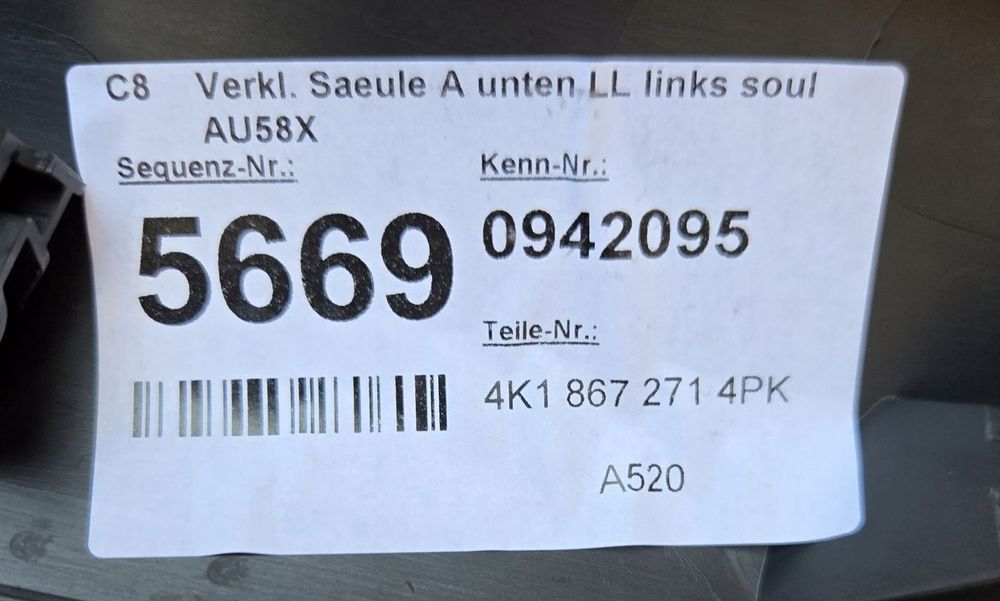 C8 Verkl. Saeule A unten LL links soul
AU58X
Sequenz-Nr.: Kenn-Nr.:
5669 0942095
Teile-Nr.:
4K1 867 271 4PK
A520